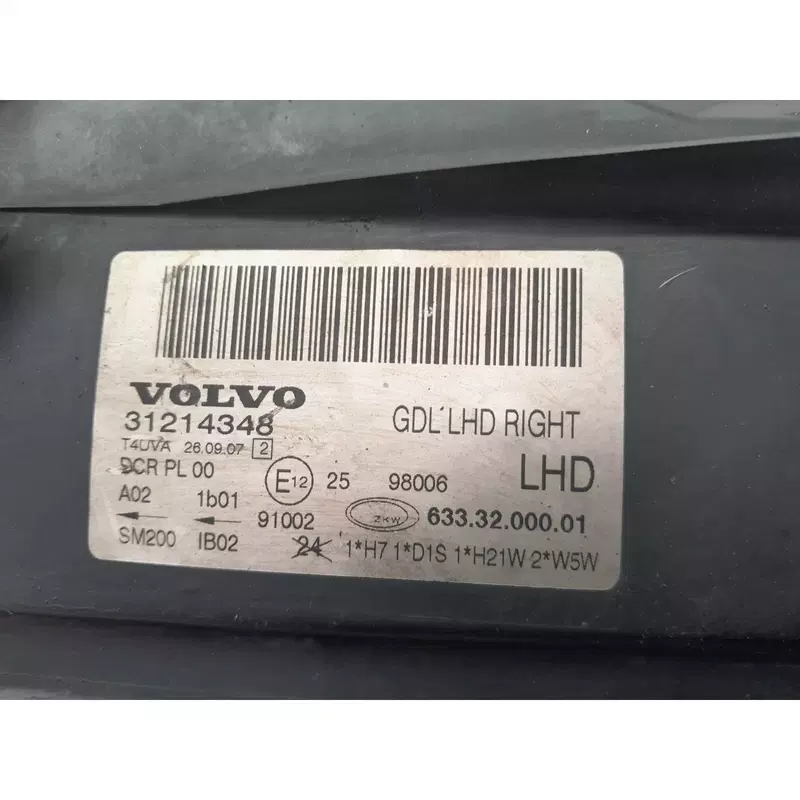 VOLVO
31214348 GDL LHD RIGHT
T4UVA 26.09.07 2
DCR PL 00 E12 25 98006 LHD
A02 1b01 91002 ZKW 633.32.000.01
SM200 IB02 24 1*H7 1*D1S 1*H21W 2*W5W